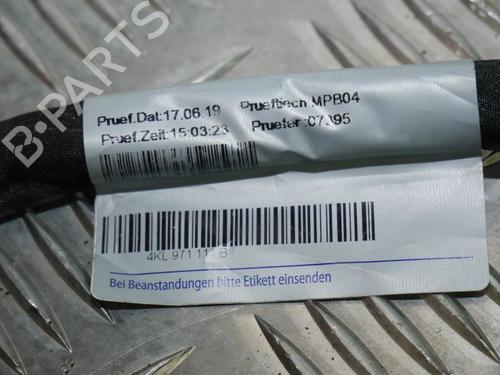 B-PARTS
Pruef.Dat:17.06.19 Prueftisch MPB04
Pruef.Zeit:15:03:23 Pruefer :07395
4KL 971 111 B
Bei Beanstandungen bitte Etikett einsenden